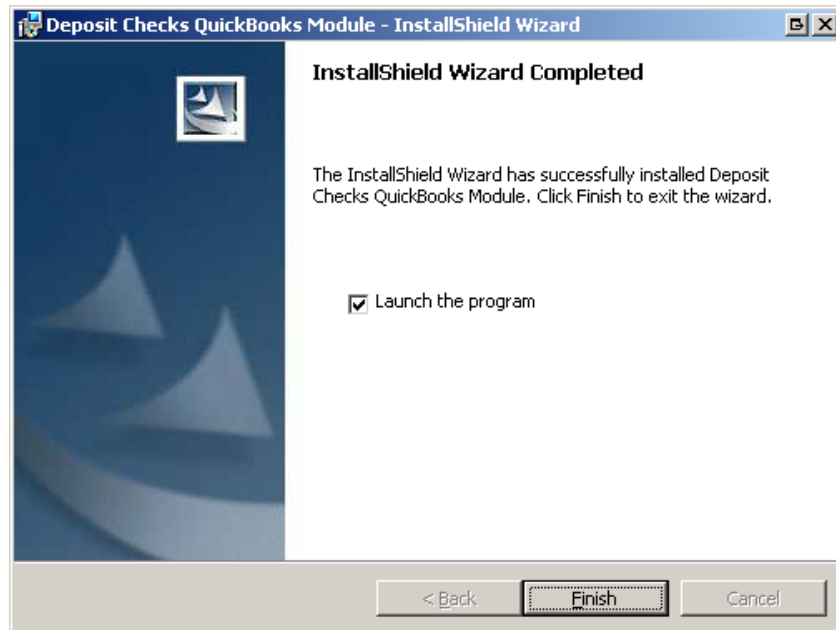 Deposit Checks QuickBooks Module - InstallShield Wizard
InstallShield Wizard Completed
The InstallShield Wizard has successfully installed Deposit
Checks QuickBooks Module. Click Finish to exit the wizard.
Launch the program
< Back
Finish
Cancel